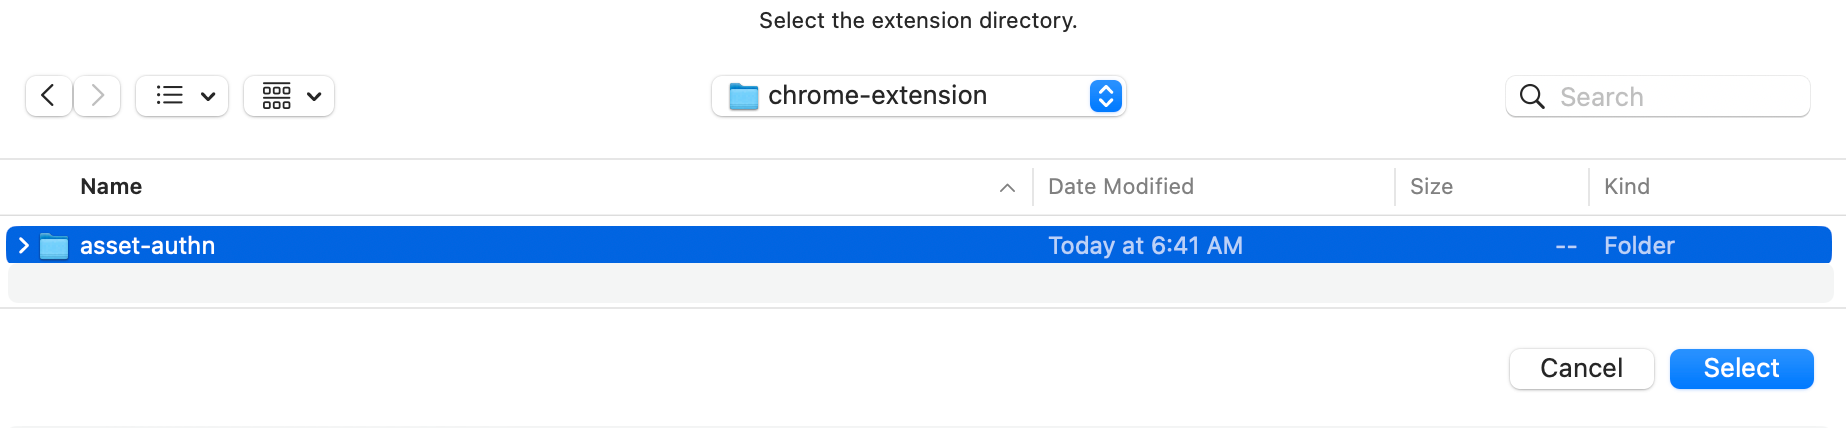 Select the extension directory.
chrome-extension
Search
Name Date Modified Size Kind
asset-authn Today at 6:41 AM -- Folder
Cancel Select